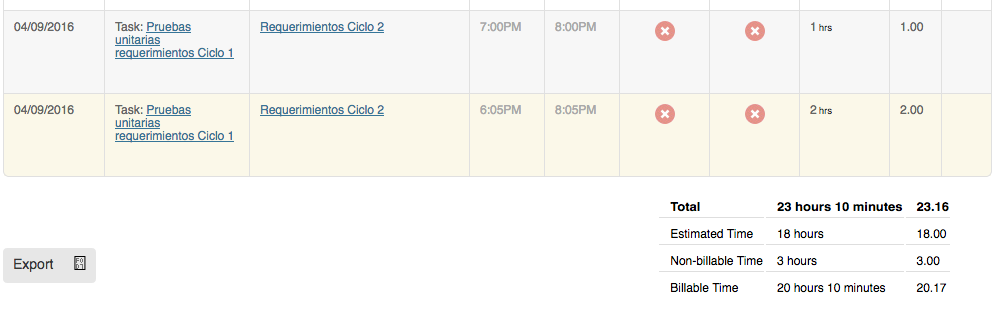 04/09/2016 Task: Pruebas Requerimientos Ciclo 2 7:00PM 8:00PM 1 hrs 1.00
unitarias
requerimientos Ciclo 1
04/09/2016 Task: Pruebas Requerimientos Ciclo 2 6:05PM 8:05PM 2 hrs 2.00
unitarias
requerimientos Ciclo 1
Total 23 hours 10 minutes 23.16
Estimated Time 18 hours 18.00
Non-billable Time 3 hours 3.00
Billable Time 20 hours 10 minutes 20.17
Export